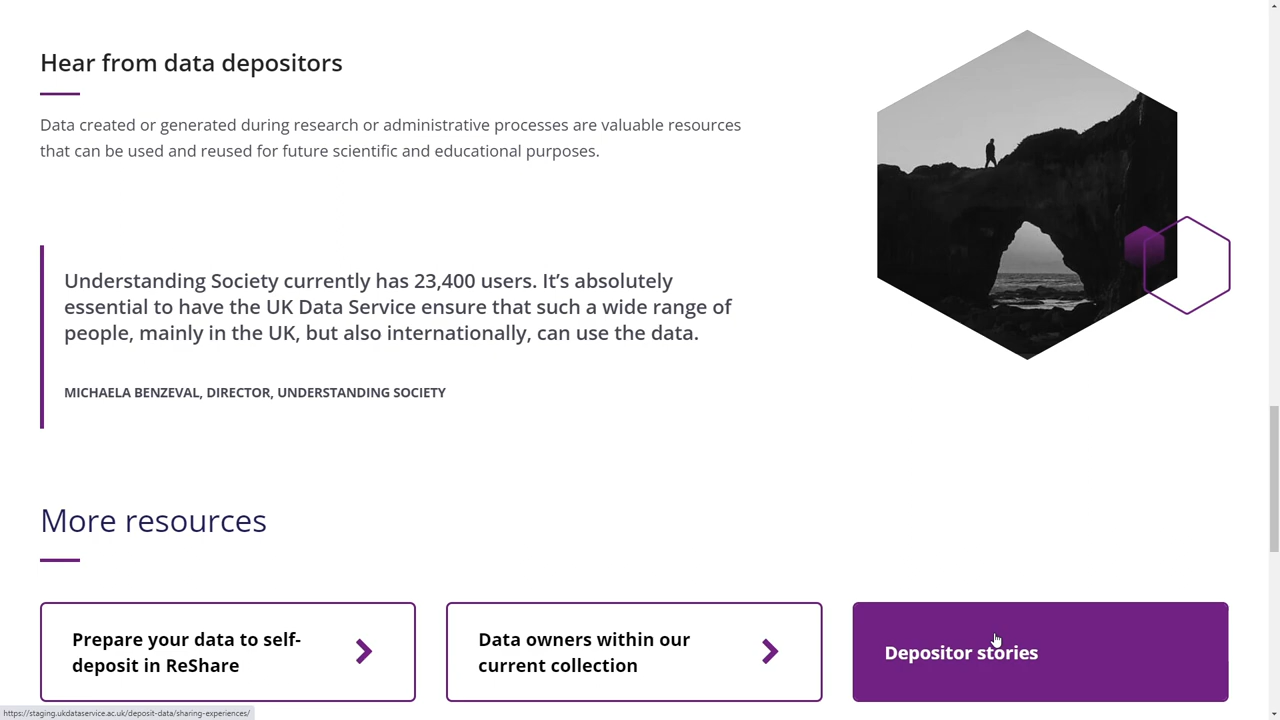 Hear from data depositors
Data created or generated during research or administrative processes are valuable resources
that can be used and reused for future scientific and educational purposes.
Understanding Society currently has 23,400 users. It’s absolutely
essential to have the UK Data Service ensure that such a wide range of
people, mainly in the UK, but also internationally, can use the data.
MICHAELA BENZEVAL, DIRECTOR, UNDERSTANDING SOCIETY
More resources
Prepare your data to self-
deposit in ReShare
Data owners within our
current collection
Depositor stories
https://staging.ukdataservice.ac.uk/deposit-data/sharing-experiences/